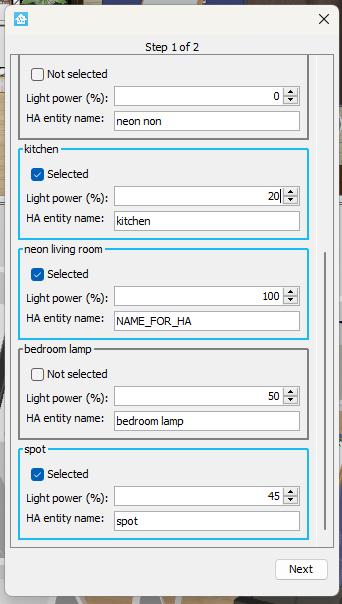 Step 1 of 2
Not selected
Light power (%): 0
HA entity name: neon non
kitchen
Selected
Light power (%): 20
HA entity name: kitchen
neon living room
Selected
Light power (%): 100
HA entity name: NAME_FOR_HA
bedroom lamp
Not selected
Light power (%): 50
HA entity name: bedroom lamp
spot
Selected
Light power (%): 45
HA entity name: spot
Next